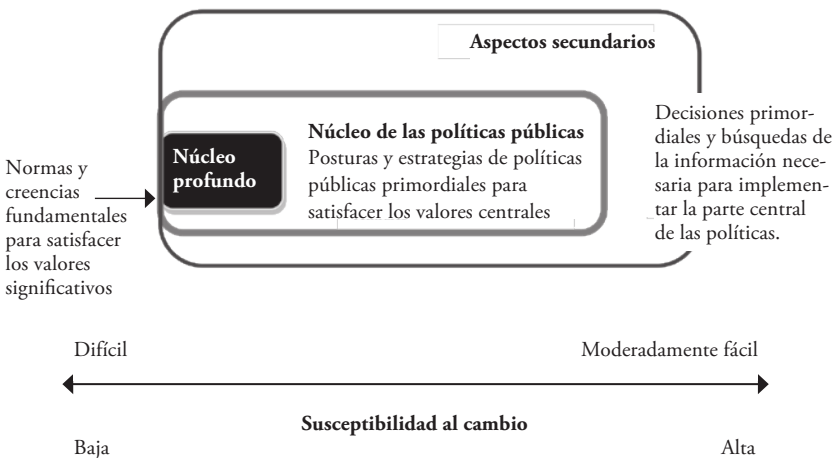 Aspectos secundarios
Núcleo de las políticas públicas
Posturas y estrategias de políticas
públicas primordiales para
satisfacer los valores centrales
Núcleo
profundo
Normas y
creencias
fundamentales
para satisfacer
los valores
significativos
Decisiones primor-
diales y búsquedas de
la información nece-
saria para implemen-
tar la parte central
de las políticas.
Difícil
Moderadamente fácil
Susceptibilidad al cambio
Baja
Alta